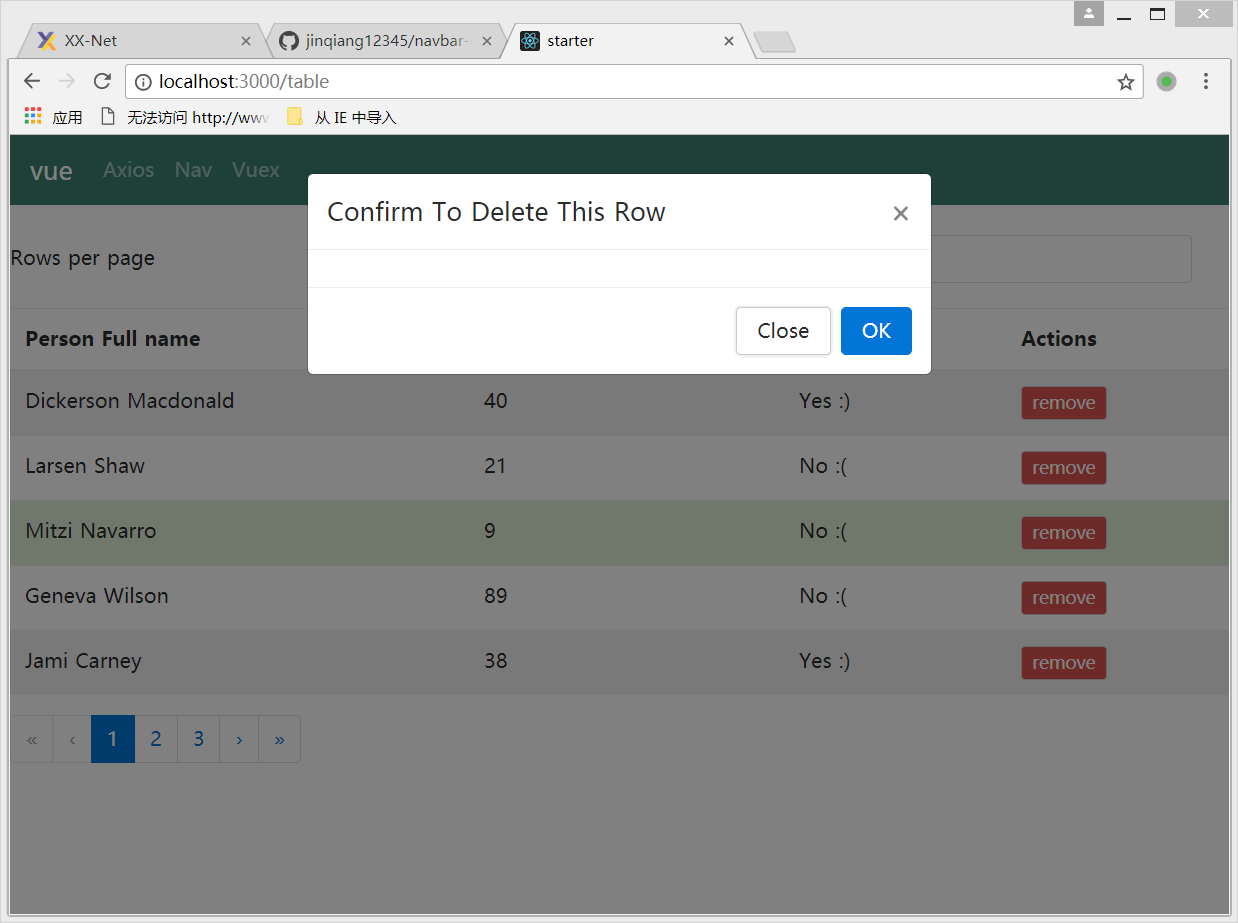 XX-Net
jinqiang12345/navbar-
starter
localhost:3000/table
应用
无法访问 http://www
从 IE 中导入
vue Axios Nav Vuex
Confirm To Delete This Row ×
Rows per page
Close OK
Person Full name Actions
Dickerson Macdonald 40 Yes :) remove
Larsen Shaw 21 No :( remove
Mitzi Navarro 9 No :( remove
Geneva Wilson 89 No :( remove
Jami Carney 38 Yes :) remove
« ‹ 1 2 3 › »